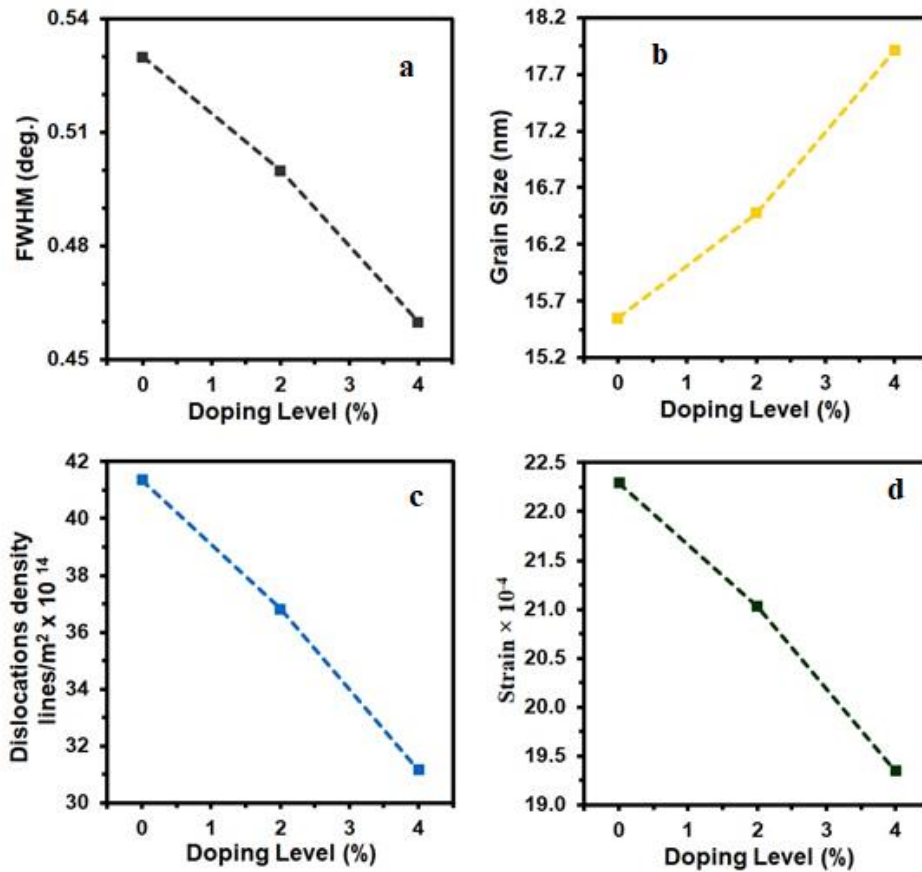 a
FWHM (deg.)
0.54
0.51
0.48
0.45
0 1 2 3 4
Doping Level (%)
b
Grain Size (nm)
18.2
17.7
17.2
16.7
16.2
15.7
15.2
0 1 2 3 4
Doping Level (%)
c
Dislocations density
lines/m² x 10 ¹⁴
42
41
39
38
36
34
33
31
30
0 1 2 3 4
Doping Level (%)
d
Strain × 10⁻⁴
22.5
22.0
21.5
21.0
20.5
20.0
19.5
19.0
0 1 2 3 4
Doping Level (%)